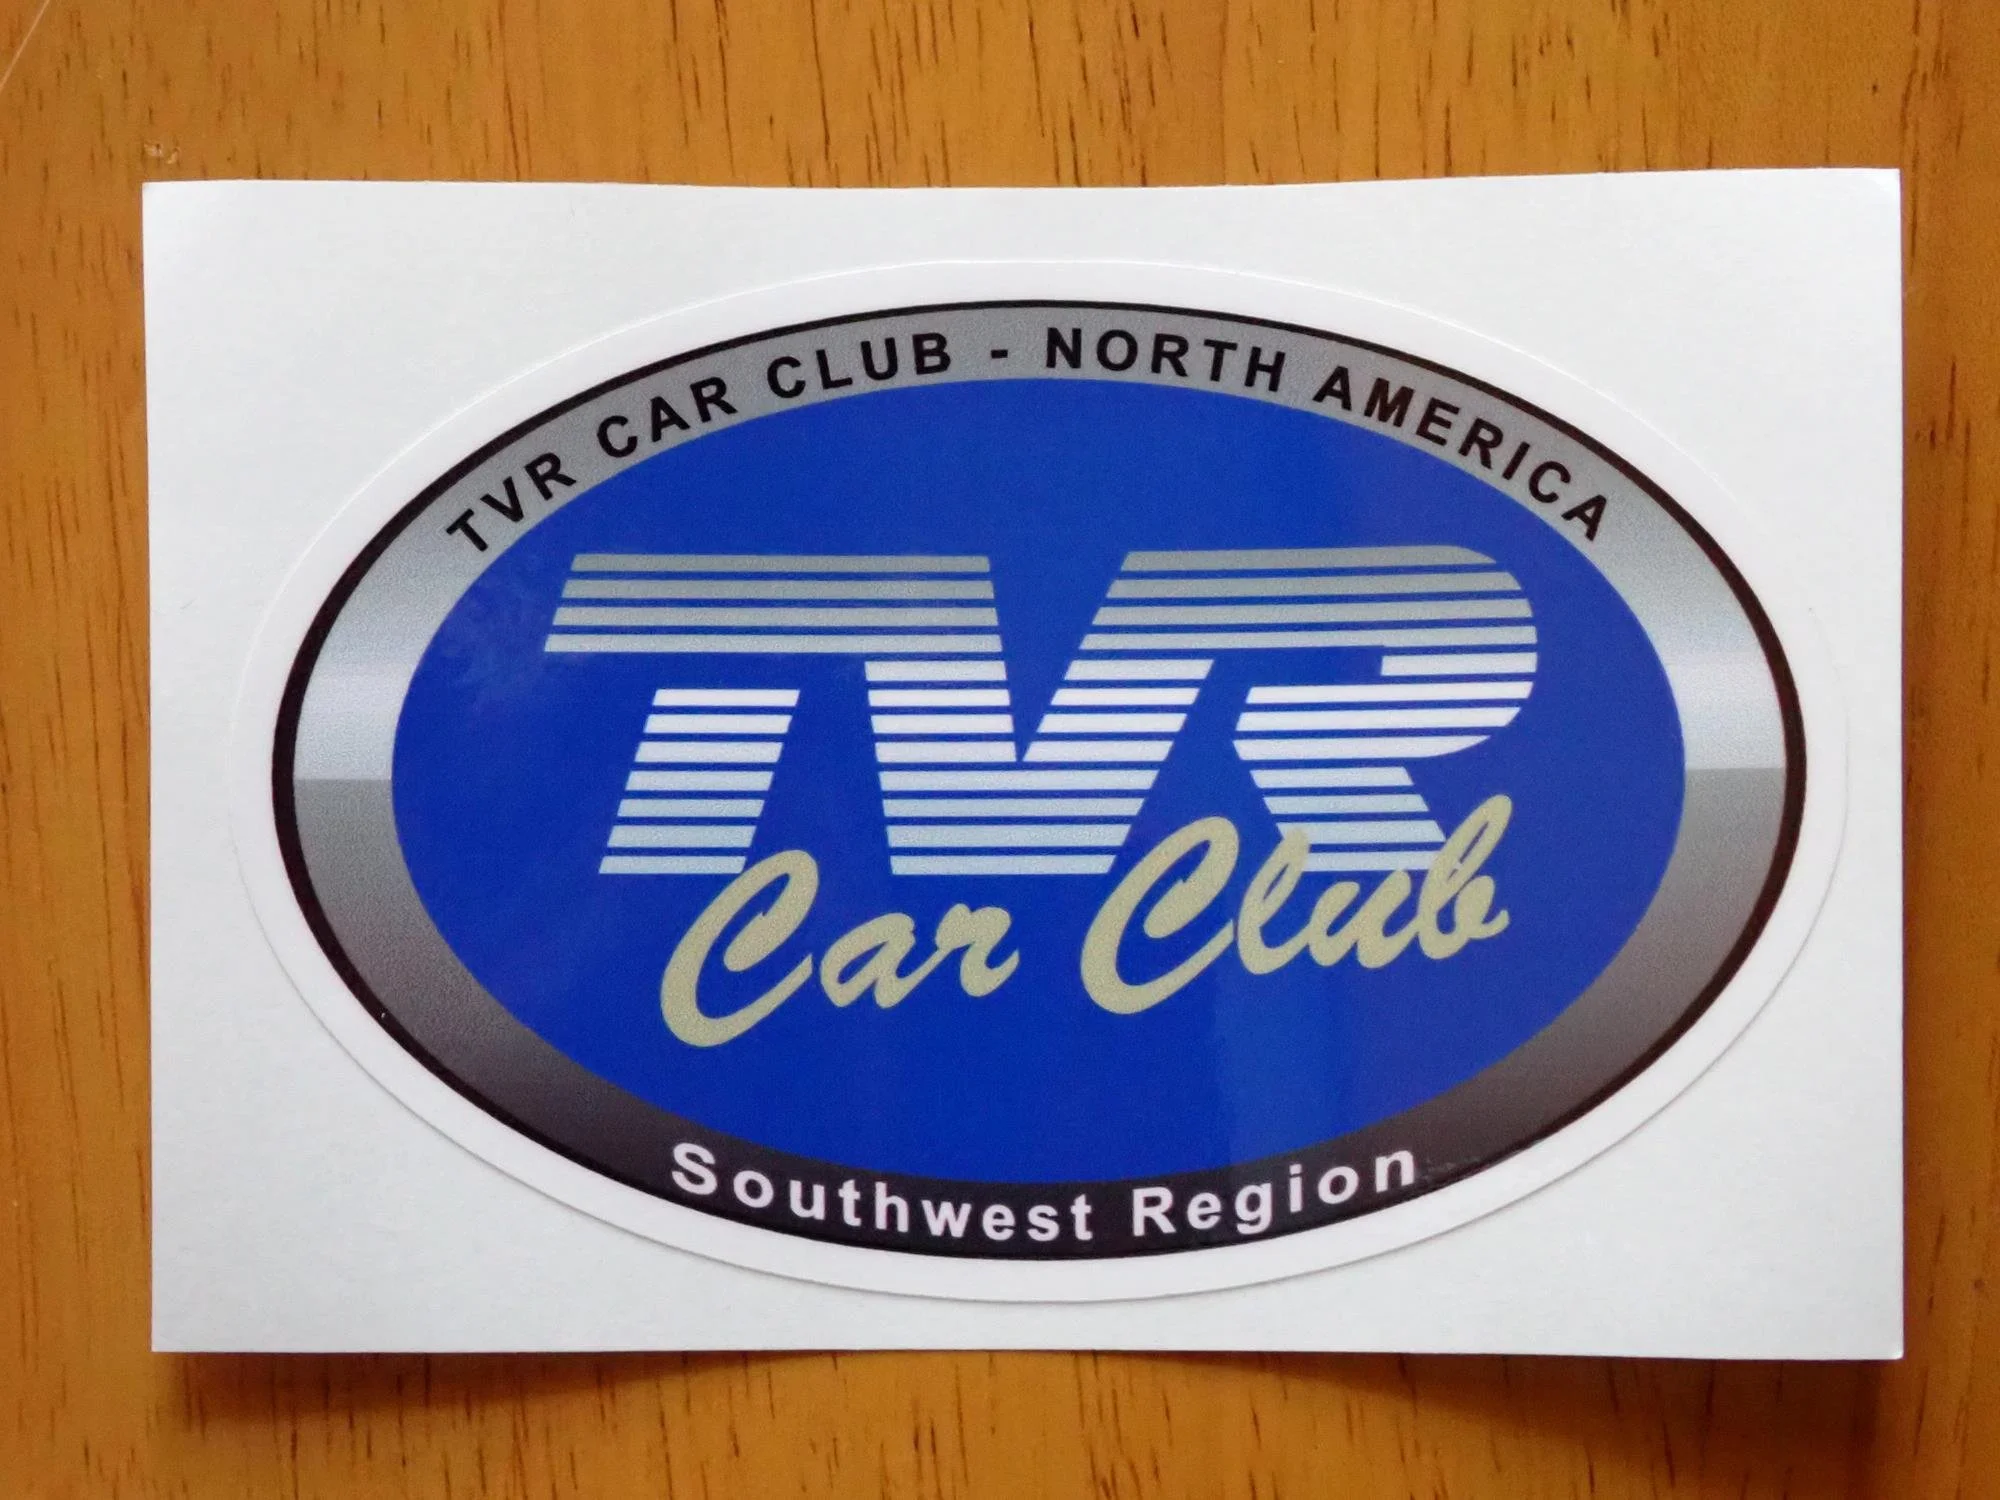 TVR CAR CLUB - NORTH AMERICA
TVR
Car Club
Southwest Region